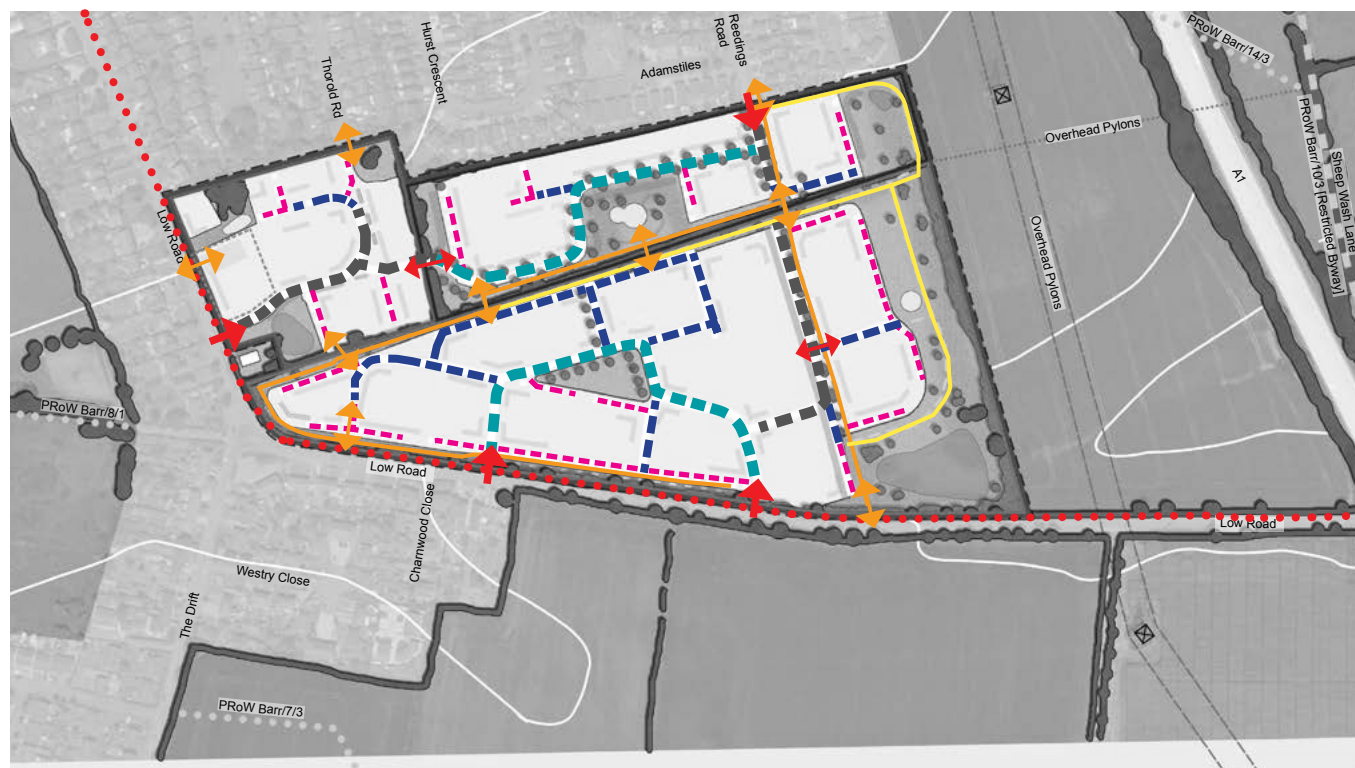 Thorold Rd
Hurst Crescent
Adamstiles
Reedings
Road
PRoW Barr/14/3
Overhead Pylons
A1
PRoW Barr/10/3 [Restricted Byway]
Sheep Wash Lane
Low Road
Overhead Pylons
PRoW Barr/8/1
Low Road
Charnwood Close
Low Road
Westry Close
The Drift
PRoW Barr/7/3